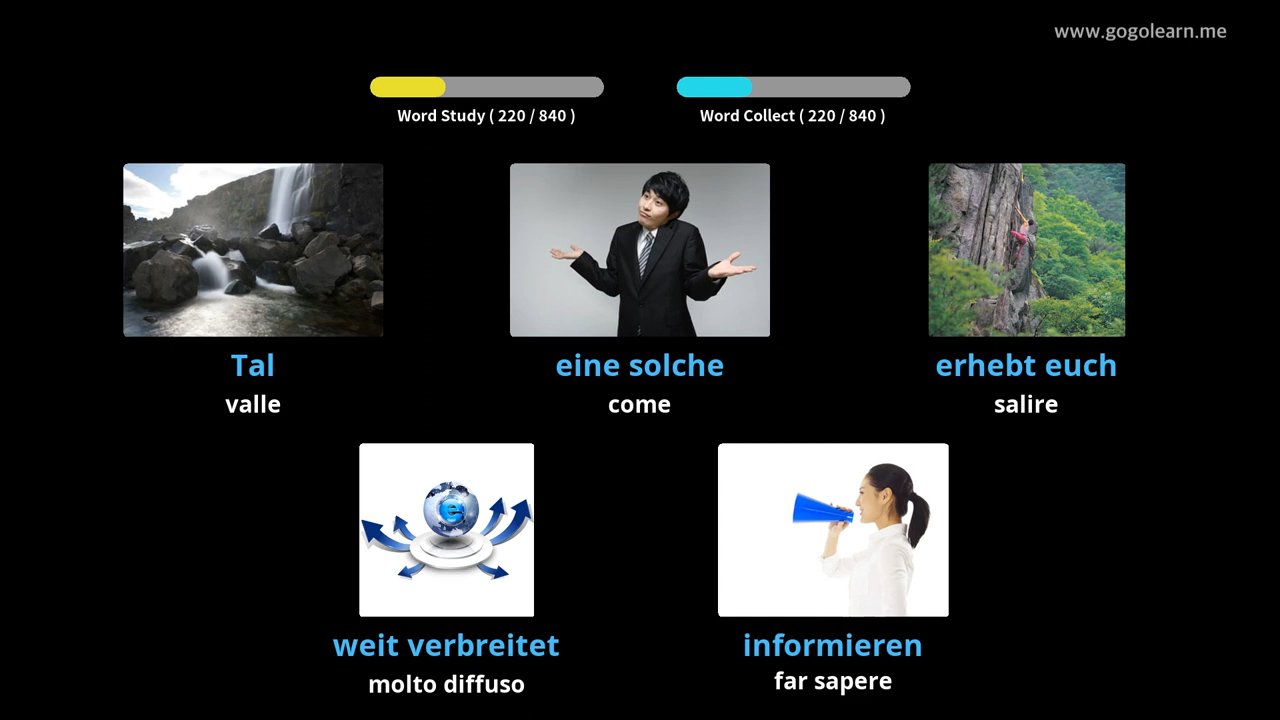 www.gogolearn.me
Word Study ( 220 / 840 )
Word Collect ( 220 / 840 )
Tal
valle
eine solche
come
erhebt euch
salire
e
weit verbreitet
molto diffuso
informieren
far sapere